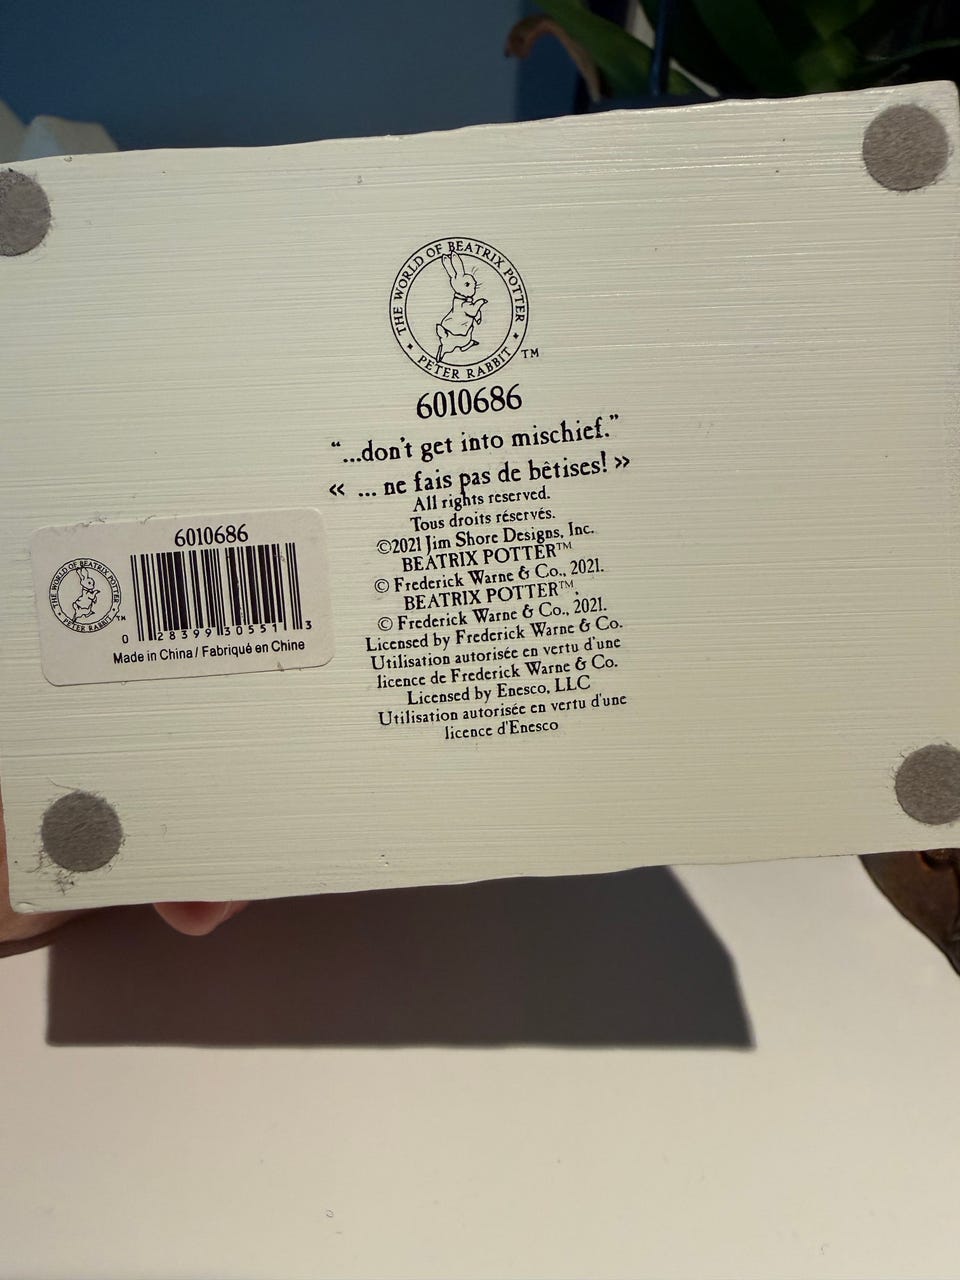 THE WORLD OF BEATRIX POTTER
PETER RABBIT
TM
6010686
“...don't get into mischief.”
« ... ne fais pas de bêtises! »
All rights reserved.
Tous droits réservés.
©2021 Jim Shore Designs, Inc.
BEATRIX POTTER™
© Frederick Warne & Co., 2021.
BEATRIX POTTER™,
© Frederick Warne & Co., 2021.
Licensed by Frederick Warne & Co.
Utilisation autorisée en vertu d'une
licence de Frederick Warne & Co.
Licensed by Enesco, LLC
Utilisation autorisée en vertu d'une
licence d'Enesco
6010686
THE WORLD OF BEATRIX POTTER
PETER RABBIT
TM
0 28399 30551 3
Made in China / Fabriqué en Chine